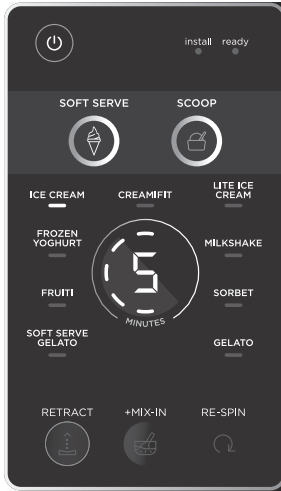 install ready
SOFT SERVE SCOOP
ICE CREAM CREAMIFIT LITE ICE
CREAM
FROZEN
YOGHURT
MILKSHAKE
5
FRUITI
SORBET
MINUTES
SOFT SERVE
GELATO
GELATO
RETRACT +MIX-IN RE-SPIN